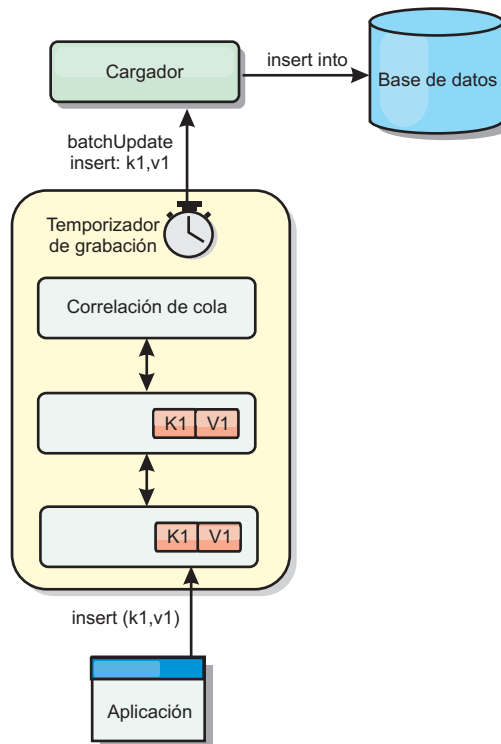 Cargador
insert into
Base de datos
batchUpdate
insert: k1,v1
Temporizador
de grabación
Correlación de cola
K1 V1
K1 V1
insert (k1,v1)
Aplicación